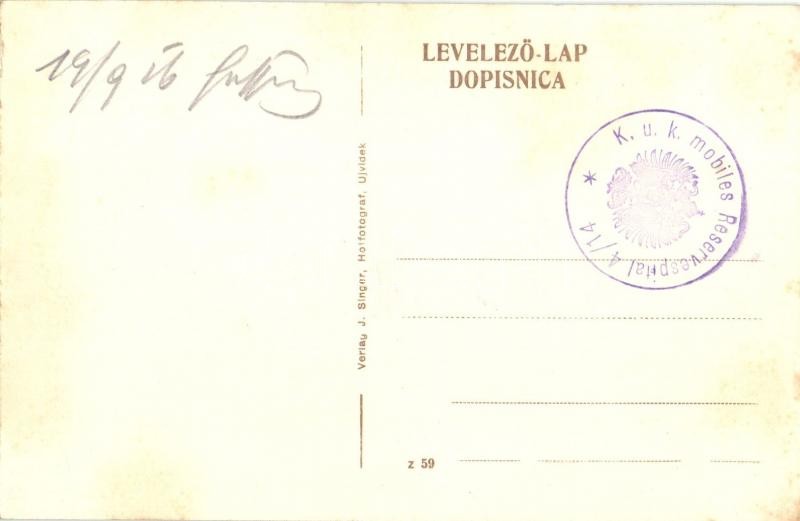 19/9 16
LEVELEZŐ-LAP
DOPISNICA
K. u. k. mobiles Reservespital 4/14 *
Verlag J. Singer, Hoffotograf, Ujvidek
z 59